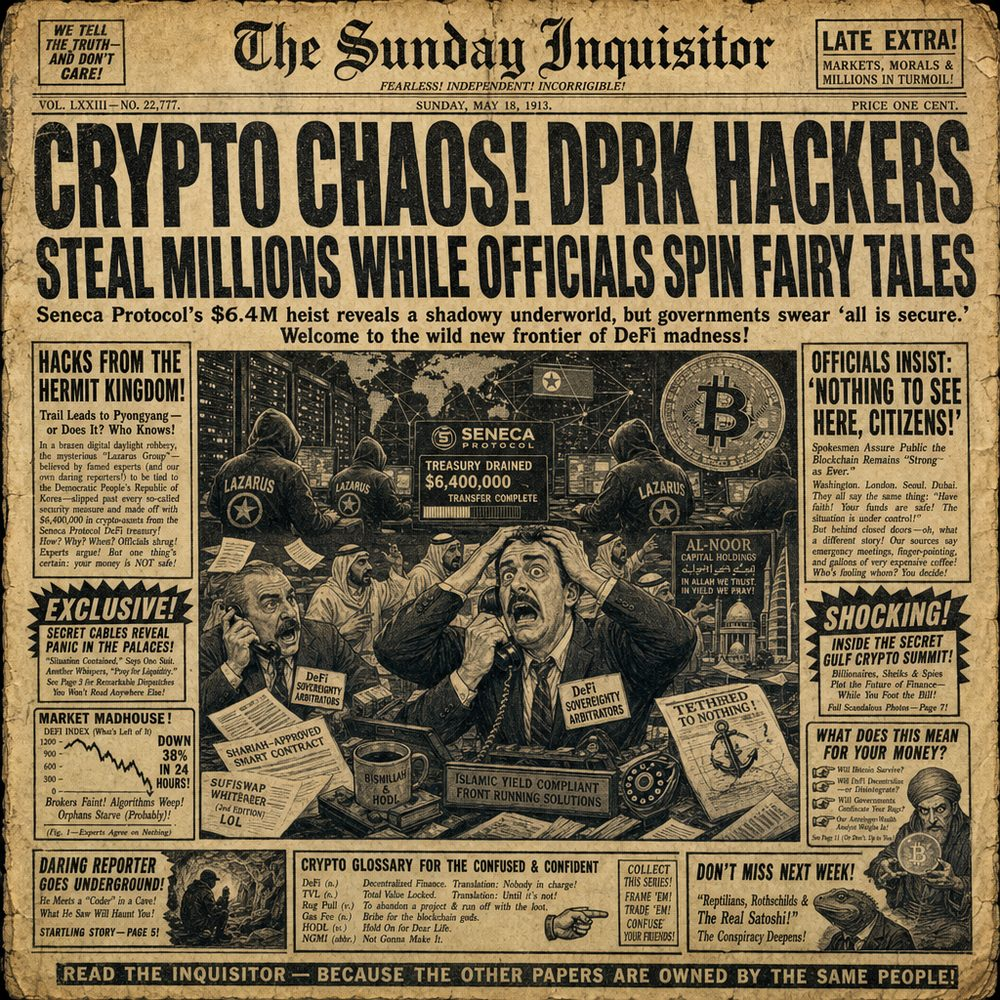 WE TELL
THE TRUTH—
AND DON'T
CARE!
The Sunday Inquisitor
FEARLESS! INDEPENDENT! INCORRIGIBLE!
LATE EXTRA!
MARKETS, MORALS &
MILLIONS IN TURMOIL!
VOL. LXXIII—NO. 22,777.
SUNDAY, MAY 18, 1913.
PRICE ONE CENT.
CRYPTO CHAOS! DPRK HACKERS
STEAL MILLIONS WHILE OFFICIALS SPIN FAIRY TALES
Seneca Protocol's $6.4M heist reveals a shadowy underworld, but governments swear 'all is secure.'
Welcome to the wild new frontier of DeFi madness!
HACKS FROM THE
HERMIT KINGDOM!
Trail Leads to Pyongyang—
or Does It? Who Knows!
In a brazen digital daylight robbery,
the mysterious "Lazarus Group"—
believed by famed experts (and our
own daring reporters!) to be tied to
the Democratic People's Republic of
Korea—slipped past every so-called
security measure and made off with
$6,400,000 in crypto-assets from the
Seneca Protocol DeFi treasury!
How? Why? When? Officials shrug!
Experts argue! But one thing's
certain: your money is NOT safe!
EXCLUSIVE!
SECRET CABLES REVEAL
PANIC IN THE PALACES!
"Situation Contained," Says One Suit.
Another Whispers, "Pray for Liquidity."
See Page 3 for Remarkable Dispatches
You Won't Read Anywhere Else!
MARKET MADHOUSE!
DEFI INDEX (What's Left of It)
1200
900
600
300
0
DOWN
38%
IN 24
HOURS!
Brokers Faint! Algorithms Weep!
Orphans Starve (Probably)!
(Fig. 1—Experts Agree on Nothing)
LAZARUS
LAZARUS
LAZARUS
S SENECA
PROTOCOL
TREASURY DRAINED
$6,400,000
TRANSFER COMPLETE
B
AL-NOOR
CAPITAL HOLDINGS
IN ALLAH WE TRUST.
IN YIELD WE PRAY!
DeFi
SOVEREIGNTY
ARBITRATORS
DeFi
SOVEREIGNTY
ARBITRATORS
SHARIAH-APPROVED
SMART CONTRACT
SUFISWAP
WHITEPAPER
(2nd EDITION)
LOL
BISMILLAH
& HODL
ISLAMIC YIELD COMPLIANT
FRONT RUNNING SOLUTIONS
TETHERED
TO NOTHING!
OFFICIALS INSIST:
'NOTHING TO SEE
HERE, CITIZENS!'
Spokesmen Assure Public the
Blockchain Remains "Strong
as Ever."
Washington. London. Seoul. Dubai.
They all say the same thing: "Have
faith! Your funds are safe! The
situation is under control!"
But behind closed doors—oh, what
a different story! Our sources say
emergency meetings, finger-pointing,
and gallons of very expensive coffee!
Who's fooling whom? You decide!
SHOCKING!
INSIDE THE SECRET
GULF CRYPTO SUMMIT!
Billionaires, Sheiks & Spies
Plot the Future of Finance—
While You Foot the Bill!
Full Scandalous Photos—Page 7!
WHAT DOES THIS MEAN
FOR YOUR MONEY?
Will Bitcoin Survive?
Will DeFi Decentralize
—or Disintegrate?
Will Governments
Confiscate Your
B
DARING REPORTER
GOES UNDERGROUND!
He Meets a "Coder" in a Cave!
What He Saw Will Haunt You!
STARTLING STORY—PAGE 5!
CRYPTO GLOSSARY FOR THE CONFUSED & CONFIDENT
DeFi (n.) Decentralized Finance. Translation: Nobody in charge!
TVL (n.) Total Value Locked. Translation: Until it's not!
Rug Pull (v.) To abandon a project & run off with the loot.
Gas Fee (n.) Bribe for the blockchain gods.
HODL Hold On for Dear Life.
NGMI (abbr.) Not Gonna Make It.
COLLECT
THIS SERIES!
FRAME 'EM!
TRADE 'EM!
CONFUSE
YOUR FRIENDS!
DON'T MISS NEXT WEEK!
"Reptilians, Rothschilds &
The Real Satoshi!"
The Conspiracy Deepens!
READ THE INQUISITOR — BECAUSE THE OTHER PAPERS ARE OWNED BY THE SAME PEOPLE!